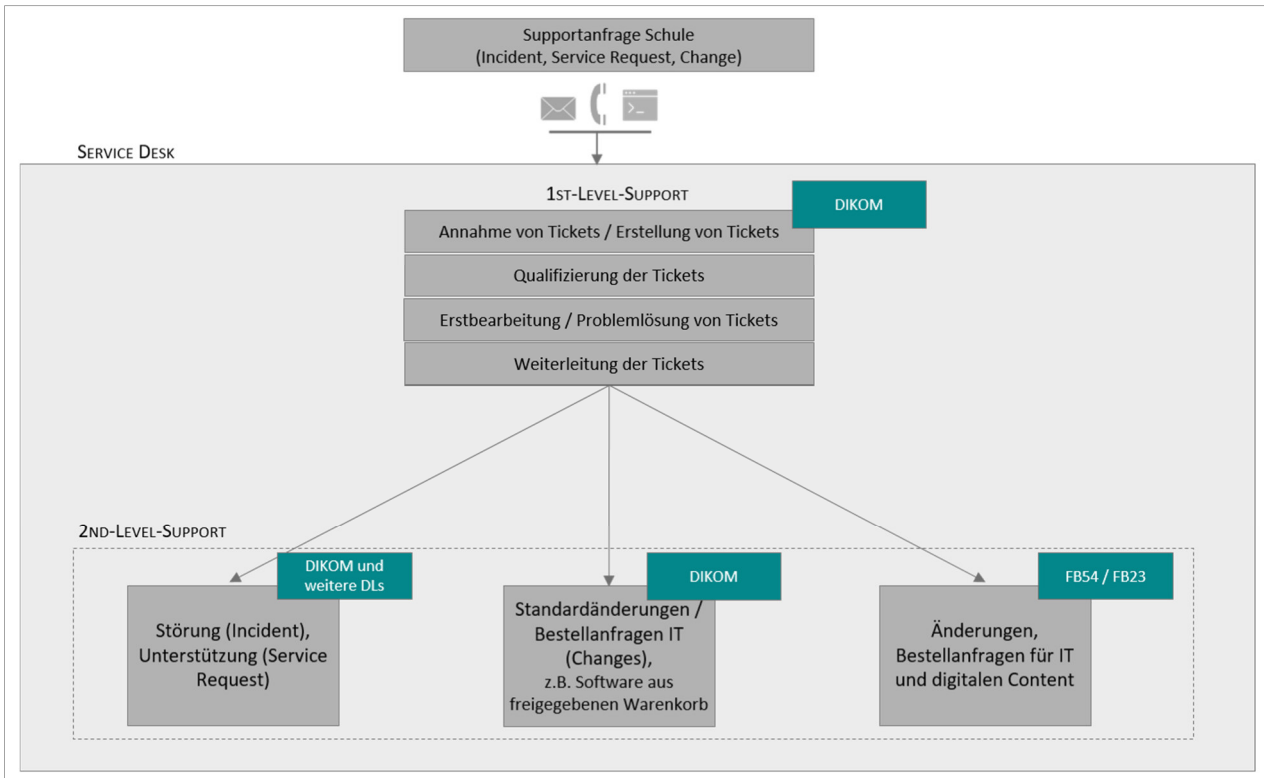 Supportanfrage Schule
(Incident, Service Request, Change)
>_
SERVICE DESK
1ST-LEVEL-SUPPORT
DIKOM
Annahme von Tickets / Erstellung von Tickets
Qualifizierung der Tickets
Erstbearbeitung / Problemlösung von Tickets
Weiterleitung der Tickets
2ND-LEVEL-SUPPORT
DIKOM und
weitere DLs
Störung (Incident),
Unterstützung (Service
Request)
DIKOM
Standardänderungen /
Bestellanfragen IT
(Changes),
z.B. Software aus
freigegebenen Warenkorb
FB54 / FB23
Änderungen,
Bestellanfragen für IT
und digitalen Content